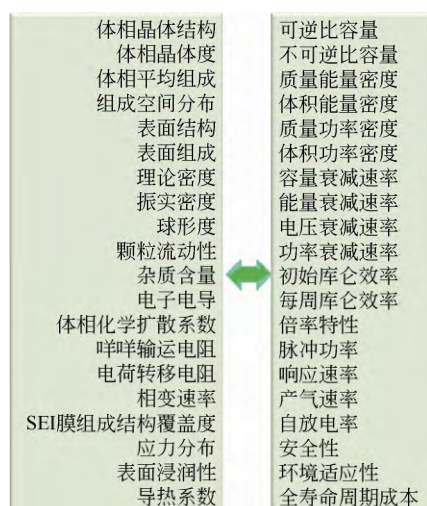 体相晶体结构
体相晶体度
体相平均组成
组成空间分布
表面结构
表面组成
理论密度
振实密度
球形度
颗粒流动性
杂质含量
电子电导
体相化学扩散系数
咩咩输运电阻
电荷转移电阻
相变速率
SEI膜组成结构覆盖度
应力分布
表面浸润性
导热系数
可逆比容量
不可逆比容量
质量能量密度
体积能量密度
质量功率密度
体积功率密度
容量衰减速率
能量衰减速率
电压衰减速率
功率衰减速率
初始库仑效率
每周库仑效率
倍率特性
脉冲功率
响应速率
产气速率
自放电率
安全性
环境适应性
全寿命周期成本